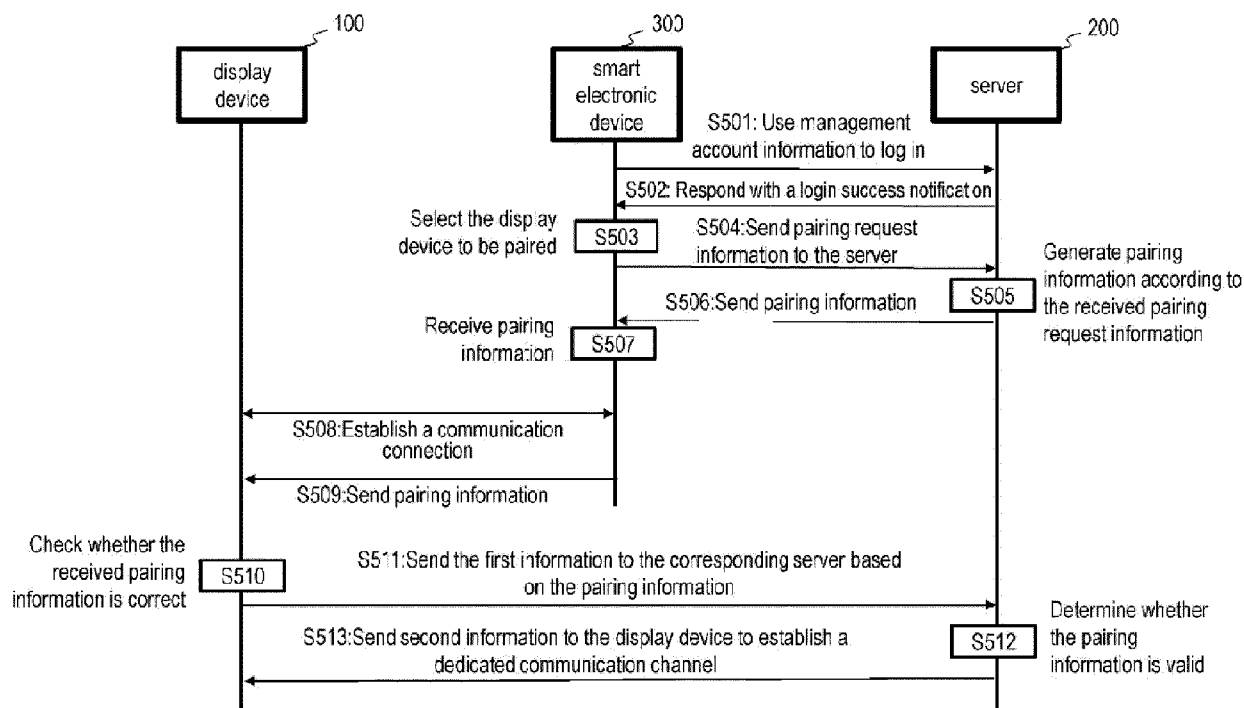 100
300
200
display
device
smart
electronic
device
server
S501: Use management
account information to log in
S502: Respond with a login success notification
Select the display
device to be paired
S503
S504:Send pairing request
information to the server
Generate pairing
information according to
the received pairing
request information
S505
S506:Send pairing information
Receive pairing
information
S507
S508:Establish a communication
connection
S509:Send pairing information
Check whether the
received pairing
information is correct
S510
S511:Send the first information to the corresponding server based
on the pairing information
Determine whether
the pairing
information is valid
S512
S513:Send second information to the display device to establish a
dedicated communication channel